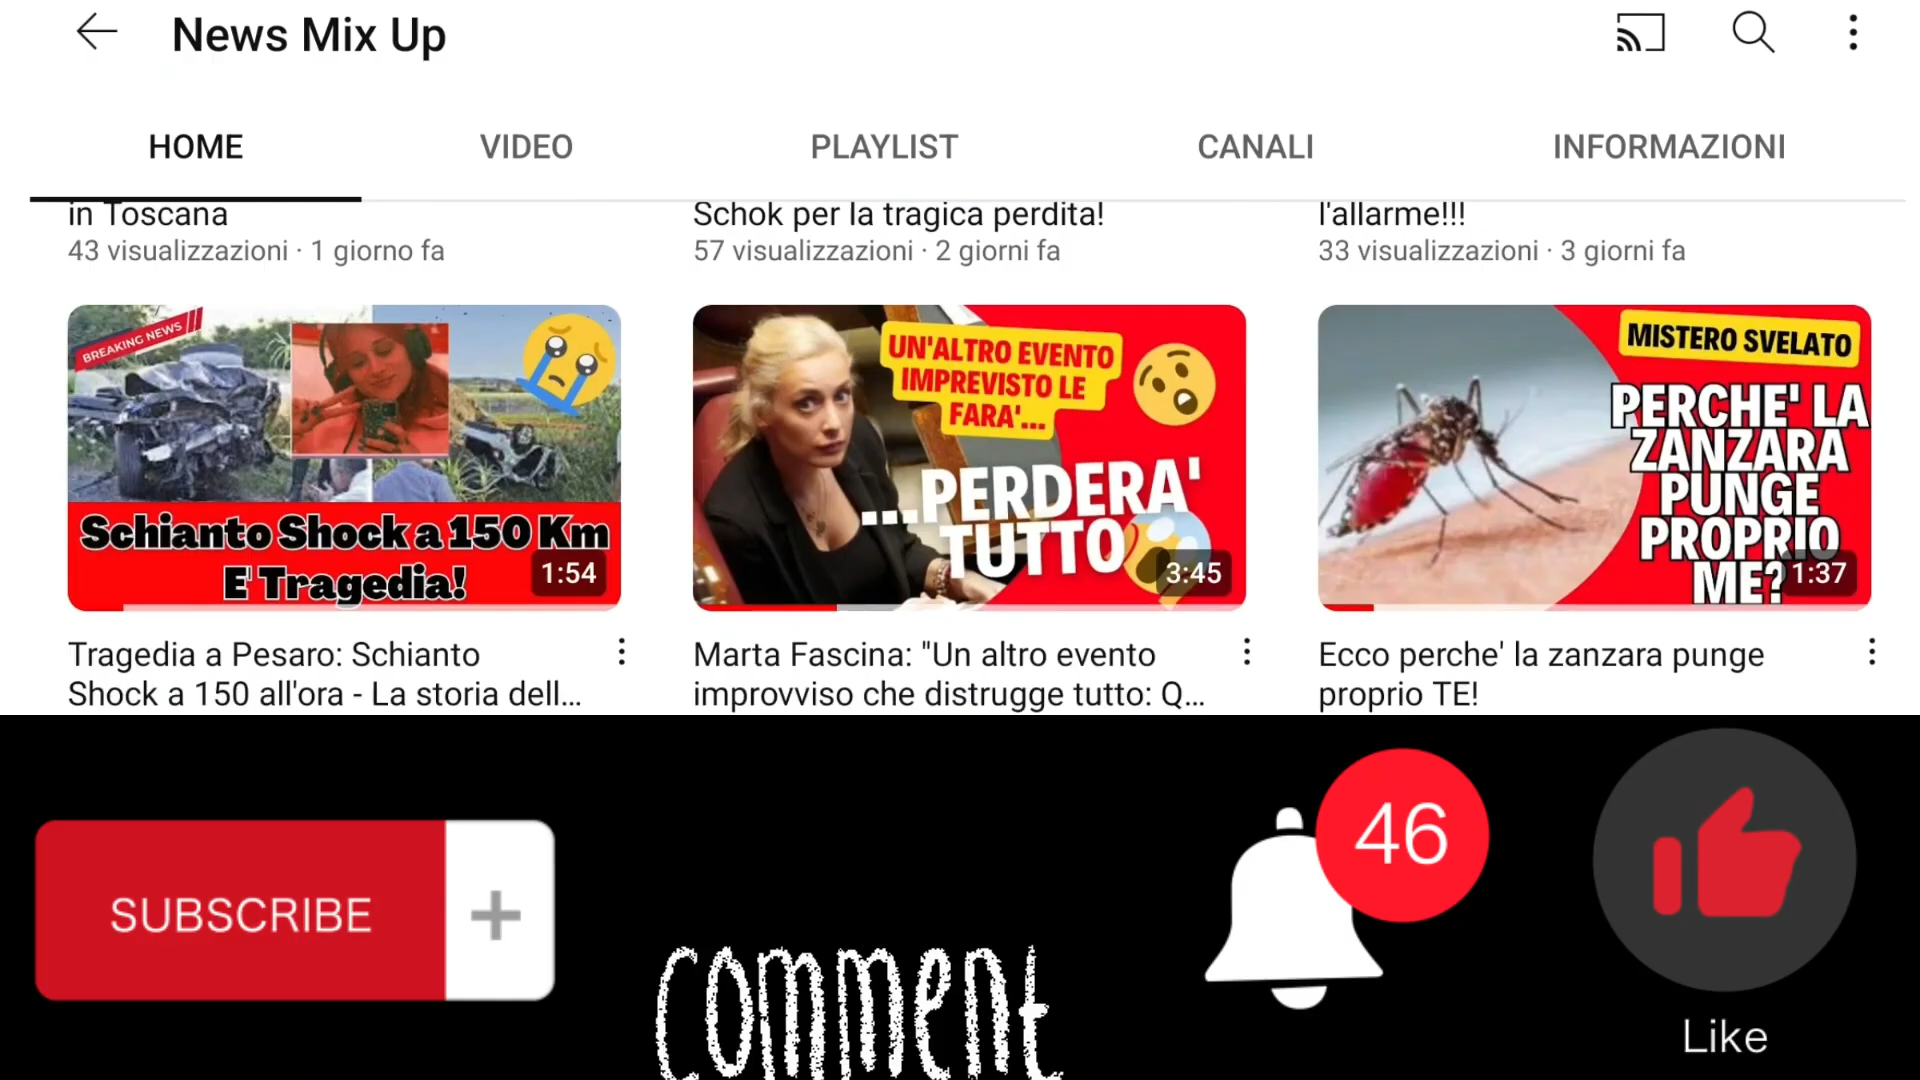 News Mix Up
HOME
VIDEO
PLAYLIST
CANALI
INFORMAZIONI
in Toscana
43 visualizzazioni · 1 giorno fa
Schok per la tragica perdita!
57 visualizzazioni · 2 giorni fa
l'allarme!!!
33 visualizzazioni · 3 giorni fa
BREAKING NEWS
Schianto Shock a 150 Km
E' Tragedia!
1:54
UN'ALTRO EVENTO
IMPREVISTO LE
FARA'...
...PERDERA'
TUTTO
3:45
MISTERO SVELATO
PERCHE' LA
ZANZARA
PUNGE
PROPRIO
ME?
1:37
Tragedia a Pesaro: Schianto
Shock a 150 all'ora - La storia dell...
Marta Fascina: "Un altro evento
improvviso che distrugge tutto: Q...
Ecco perche' la zanzara punge
proprio TE!
SUBSCRIBE
comment
46
Like